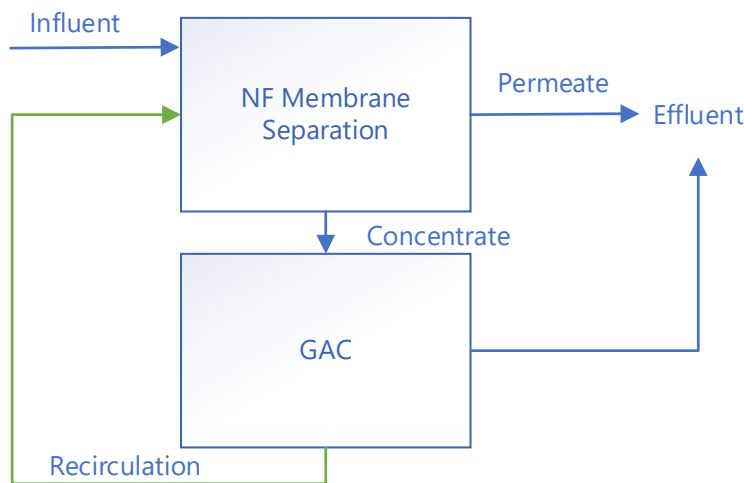 Influent
NF Membrane
Separation
Permeate
Effluent
Concentrate
GAC
Recirculation